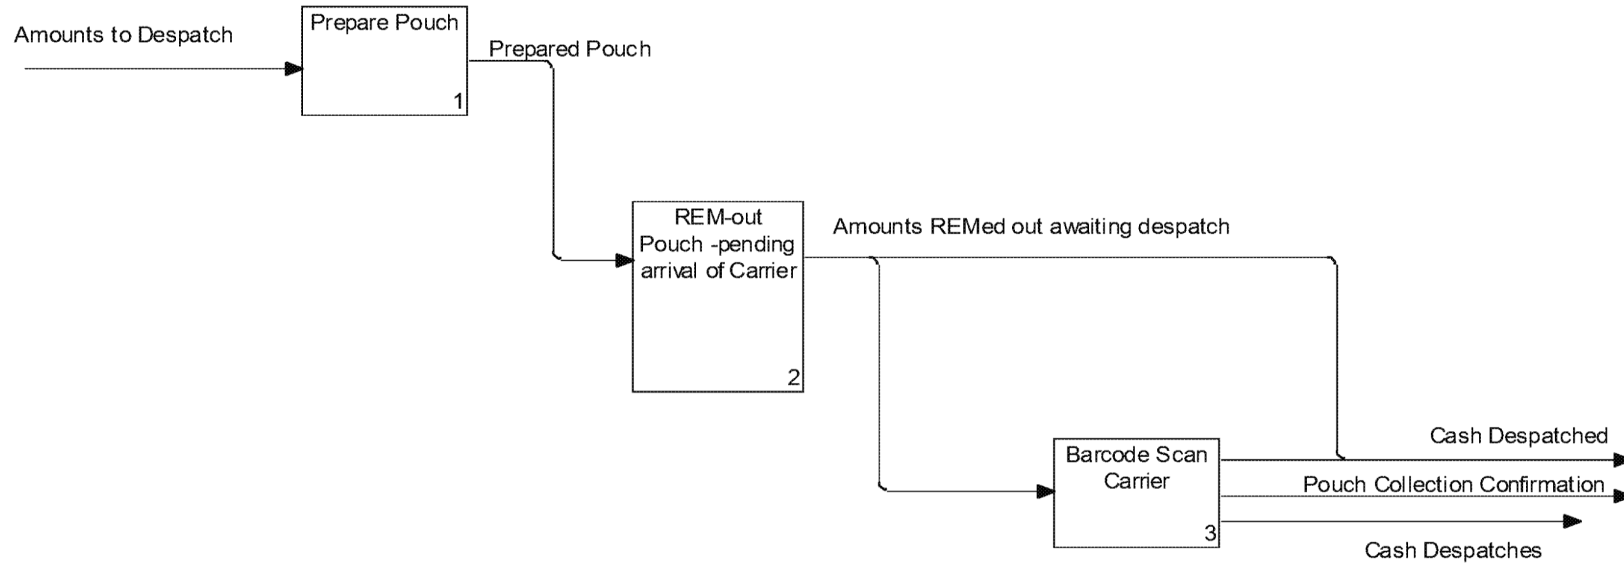 Prepare Pouch
Amounts to Despatch
Prepared Pouch
1
REM-out
Pouch -pending
arrival of Carrier
2
Amounts REMed out awaiting despatch
Barcode Scan
Carrier
3
Cash Despatched
Pouch Collection Confirmation
Cash Despatches